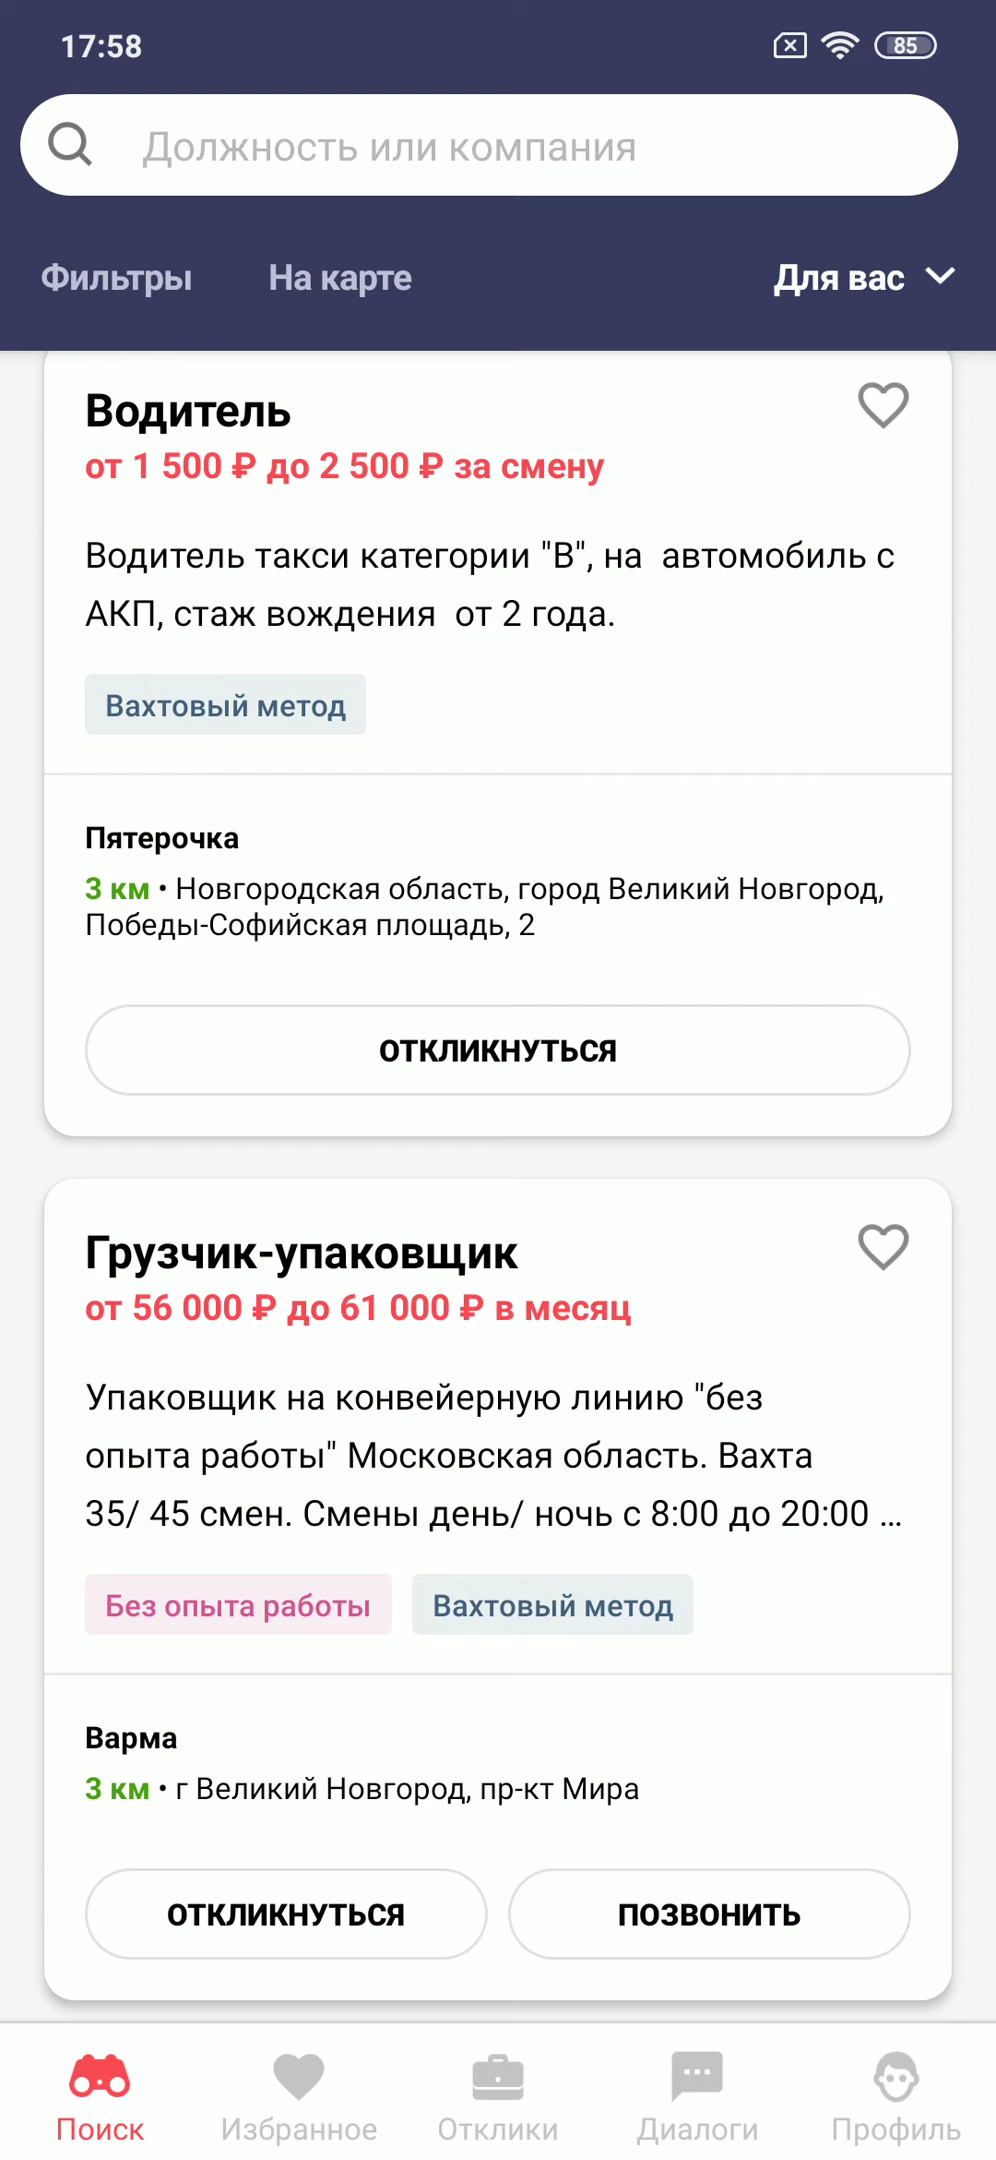 17:58
85
Должность или компания
Фильтры
На карте
Для вас
Водитель
от 1 500 ₽ до 2 500 ₽ за смену
Водитель такси категории "В", на  автомобиль с
АКП, стаж вождения  от 2 года.
Вахтовый метод
Пятерочка
3 км • Новгородская область, город Великий Новгород,
Победы-Софийская площадь, 2
ОТКЛИКНУТЬСЯ
Грузчик-упаковщик
от 56 000 ₽ до 61 000 ₽ в месяц
Упаковщик на конвейерную линию "без
опыта работы" Московская область. Вахта
35/ 45 смен. Смены день/ ночь с 8:00 до 20:00 ...
Без опыта работы
Вахтовый метод
Варма
3 км • г Великий Новгород, пр-кт Мира
ОТКЛИКНУТЬСЯ
ПОЗВОНИТЬ
Поиск
Избранное
Отклики
Диалоги
Профиль